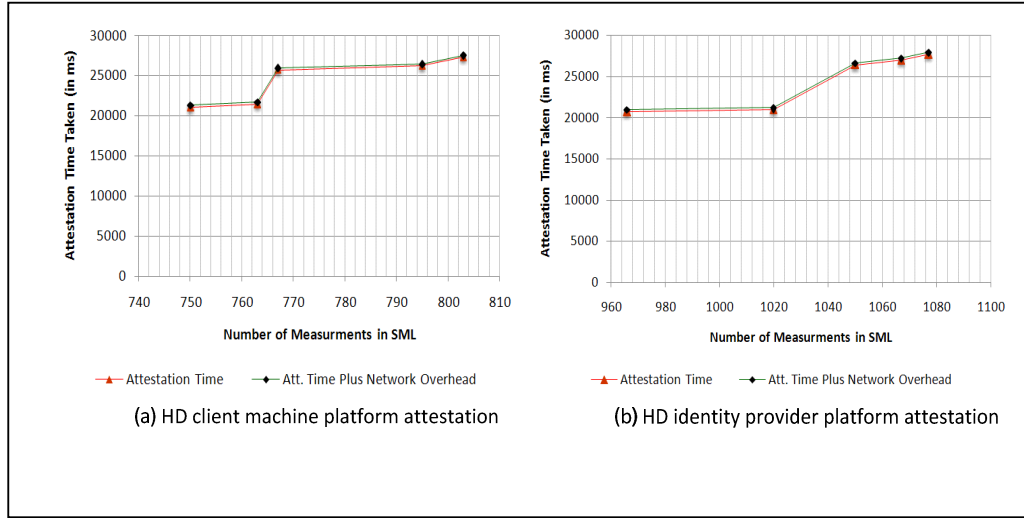 30000
25000
20000
15000
10000
5000
0
Attestation Time Taken (in ms)
740 750 760 770 780 790 800 810
Number of Measurments in SML
Attestation Time Att. Time Plus Network Overhead
(a) HD client machine platform attestation
30000
25000
20000
15000
10000
5000
0
Attestation Time Taken (in ms)
960 980 1000 1020 1040 1060 1080 1100
Number of Measurments in SML
Attestation Time Att. Time Plus Network Overhead
(b) HD identity provider platform attestation